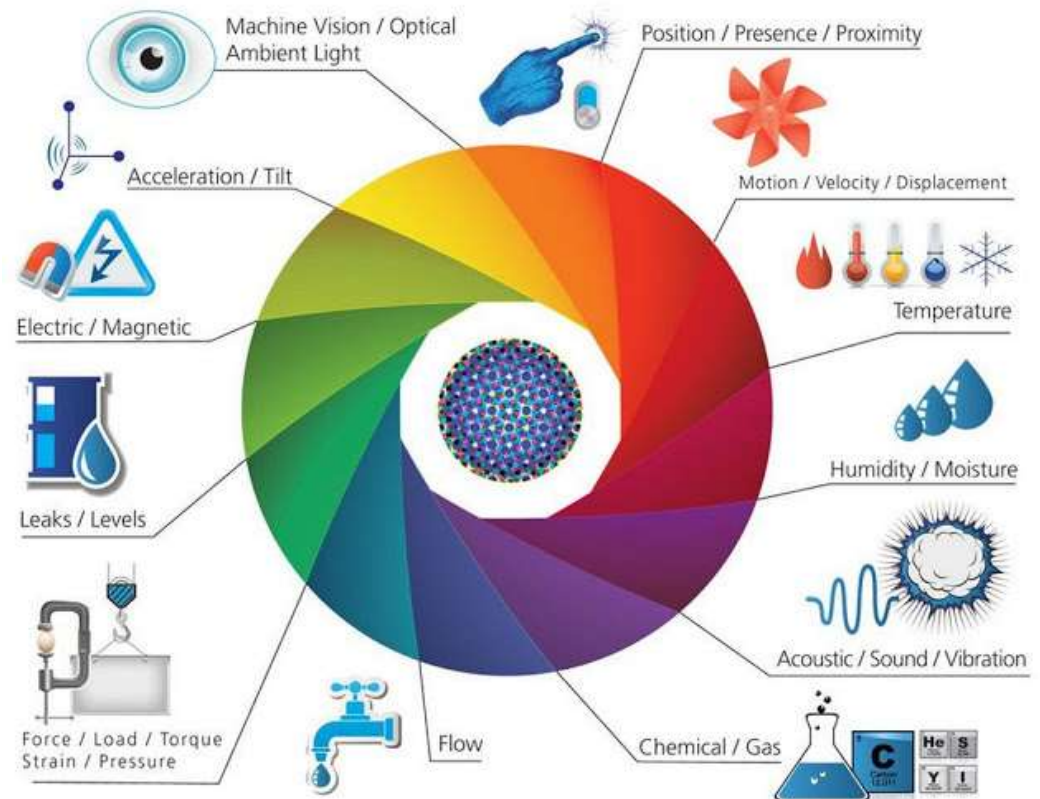 Machine Vision / Optical
Ambient Light
Position / Presence / Proximity
Acceleration / Tilt
Motion / Velocity / Displacement
Electric / Magnetic
Temperature
Humidity / Moisture
Leaks / Levels
Acoustic / Sound / Vibration
Force / Load / Torque
Strain / Pressure
Flow
Chemical / Gas
C
Carbon
He
S
Y
I